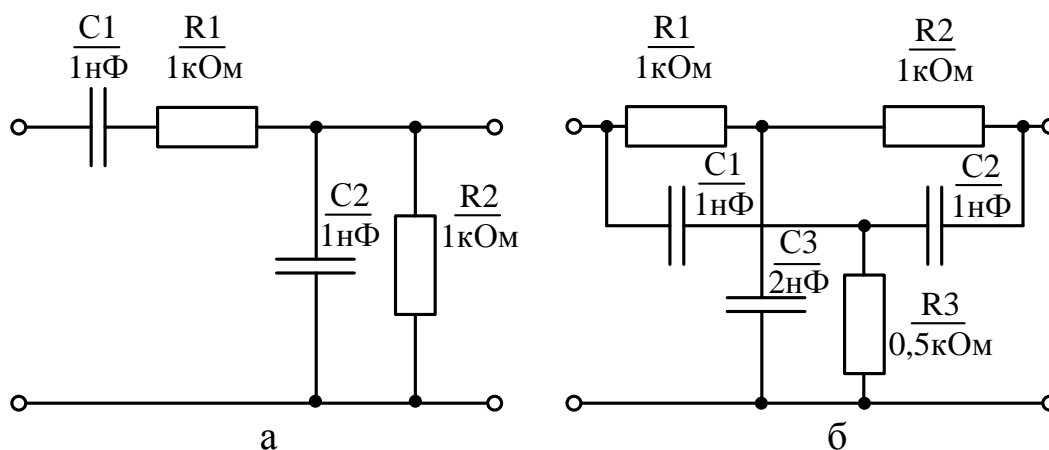 C1
1нФ
R1
1кОм
C2
1нФ
R2
1кОм
а
R1
1кОм
R2
1кОм
C1
1нФ
C2
1нФ
C3
2нФ
R3
0,5кОм
б